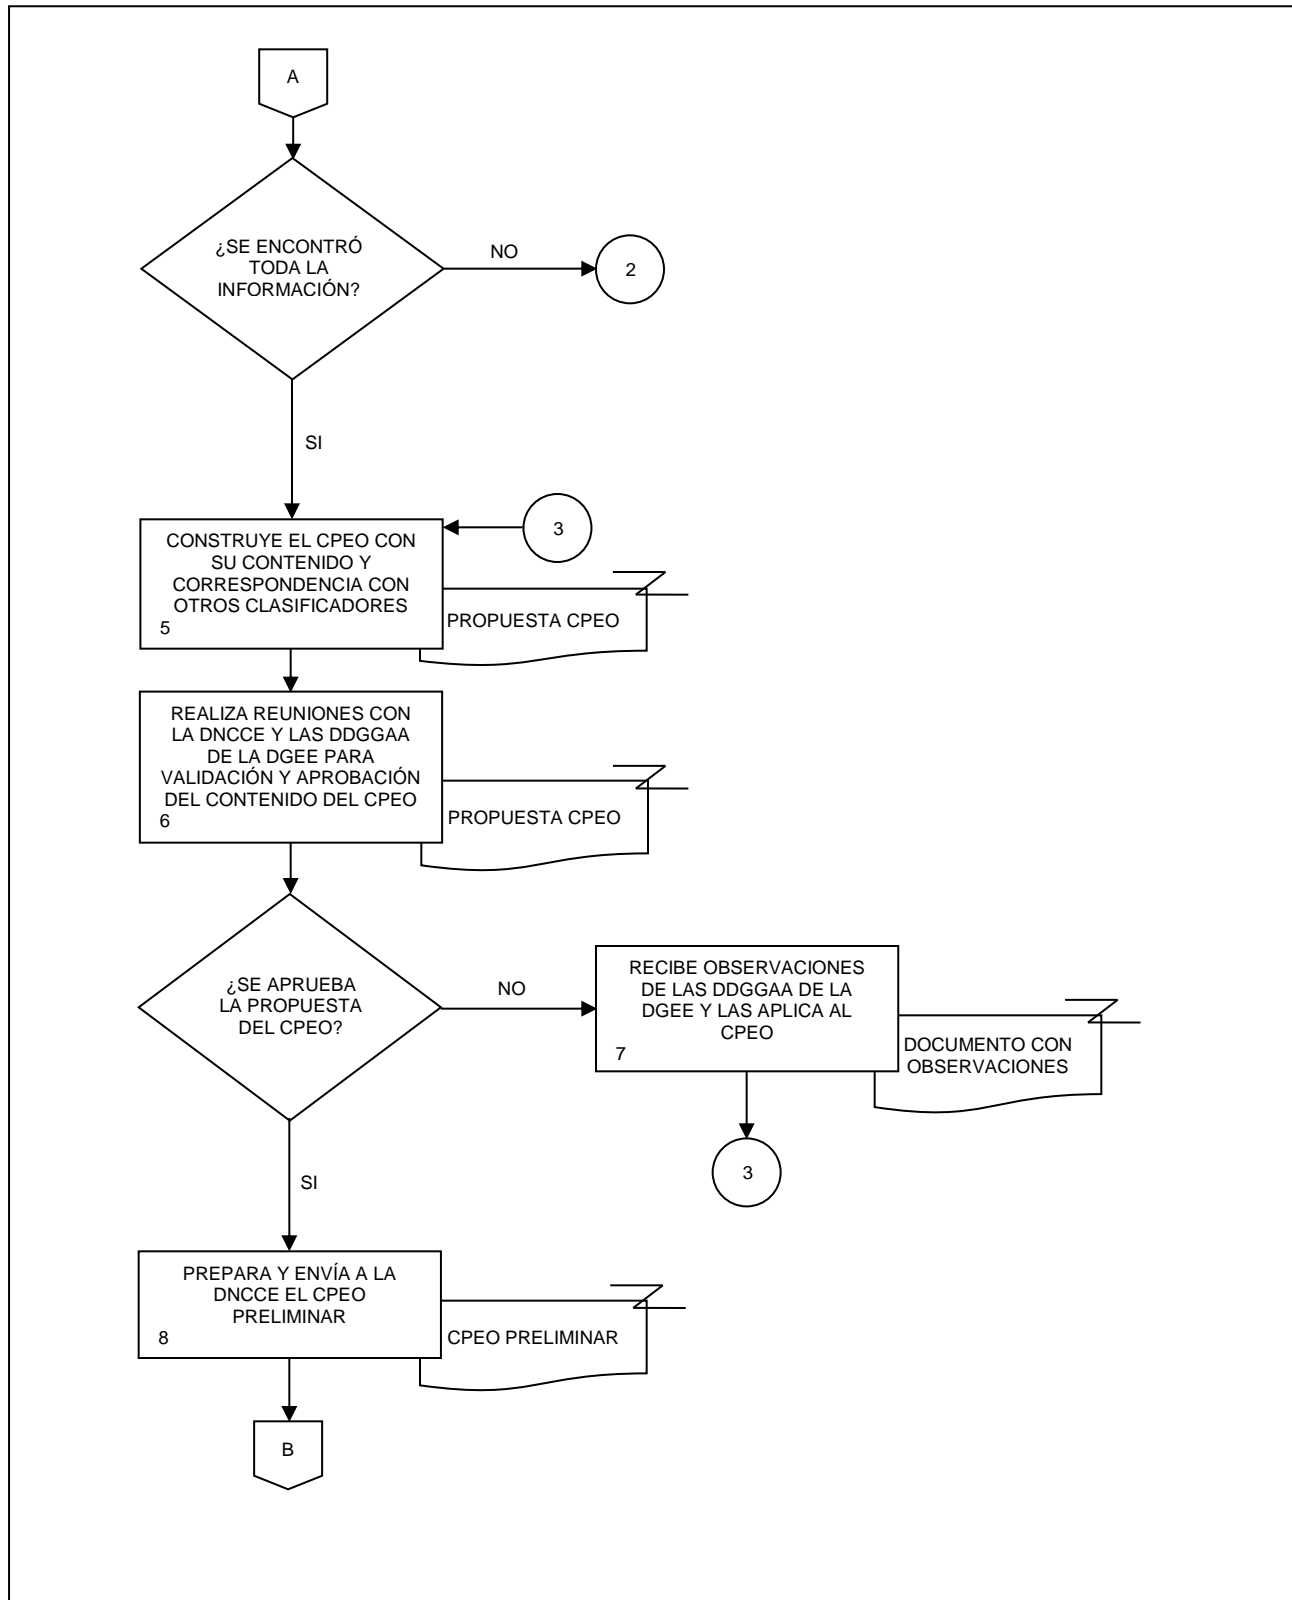 A
¿SE ENCONTRÓ
TODA LA
INFORMACIÓN?
NO
2
SI
3
CONSTRUYE EL CPEO CON
SU CONTENIDO Y
CORRESPONDENCIA CON
OTROS CLASIFICADORES
5
PROPUESTA CPEO
REALIZA REUNIONES CON
LA DNCCE Y LAS DDGGAA
DE LA DGEE PARA
VALIDACIÓN Y APROBACIÓN
DEL CONTENIDO DEL CPEO
6
PROPUESTA CPEO
¿SE APRUEBA
LA PROPUESTA
DEL CPEO?
NO
RECIBE OBSERVACIONES
DE LAS DDGGAA DE LA
DGEE Y LAS APLICA AL
CPEO
7
DOCUMENTO CON
OBSERVACIONES
3
SI
PREPARA Y ENVÍA A LA
DNCCE EL CPEO
PRELIMINAR
8
CPEO PRELIMINAR
B